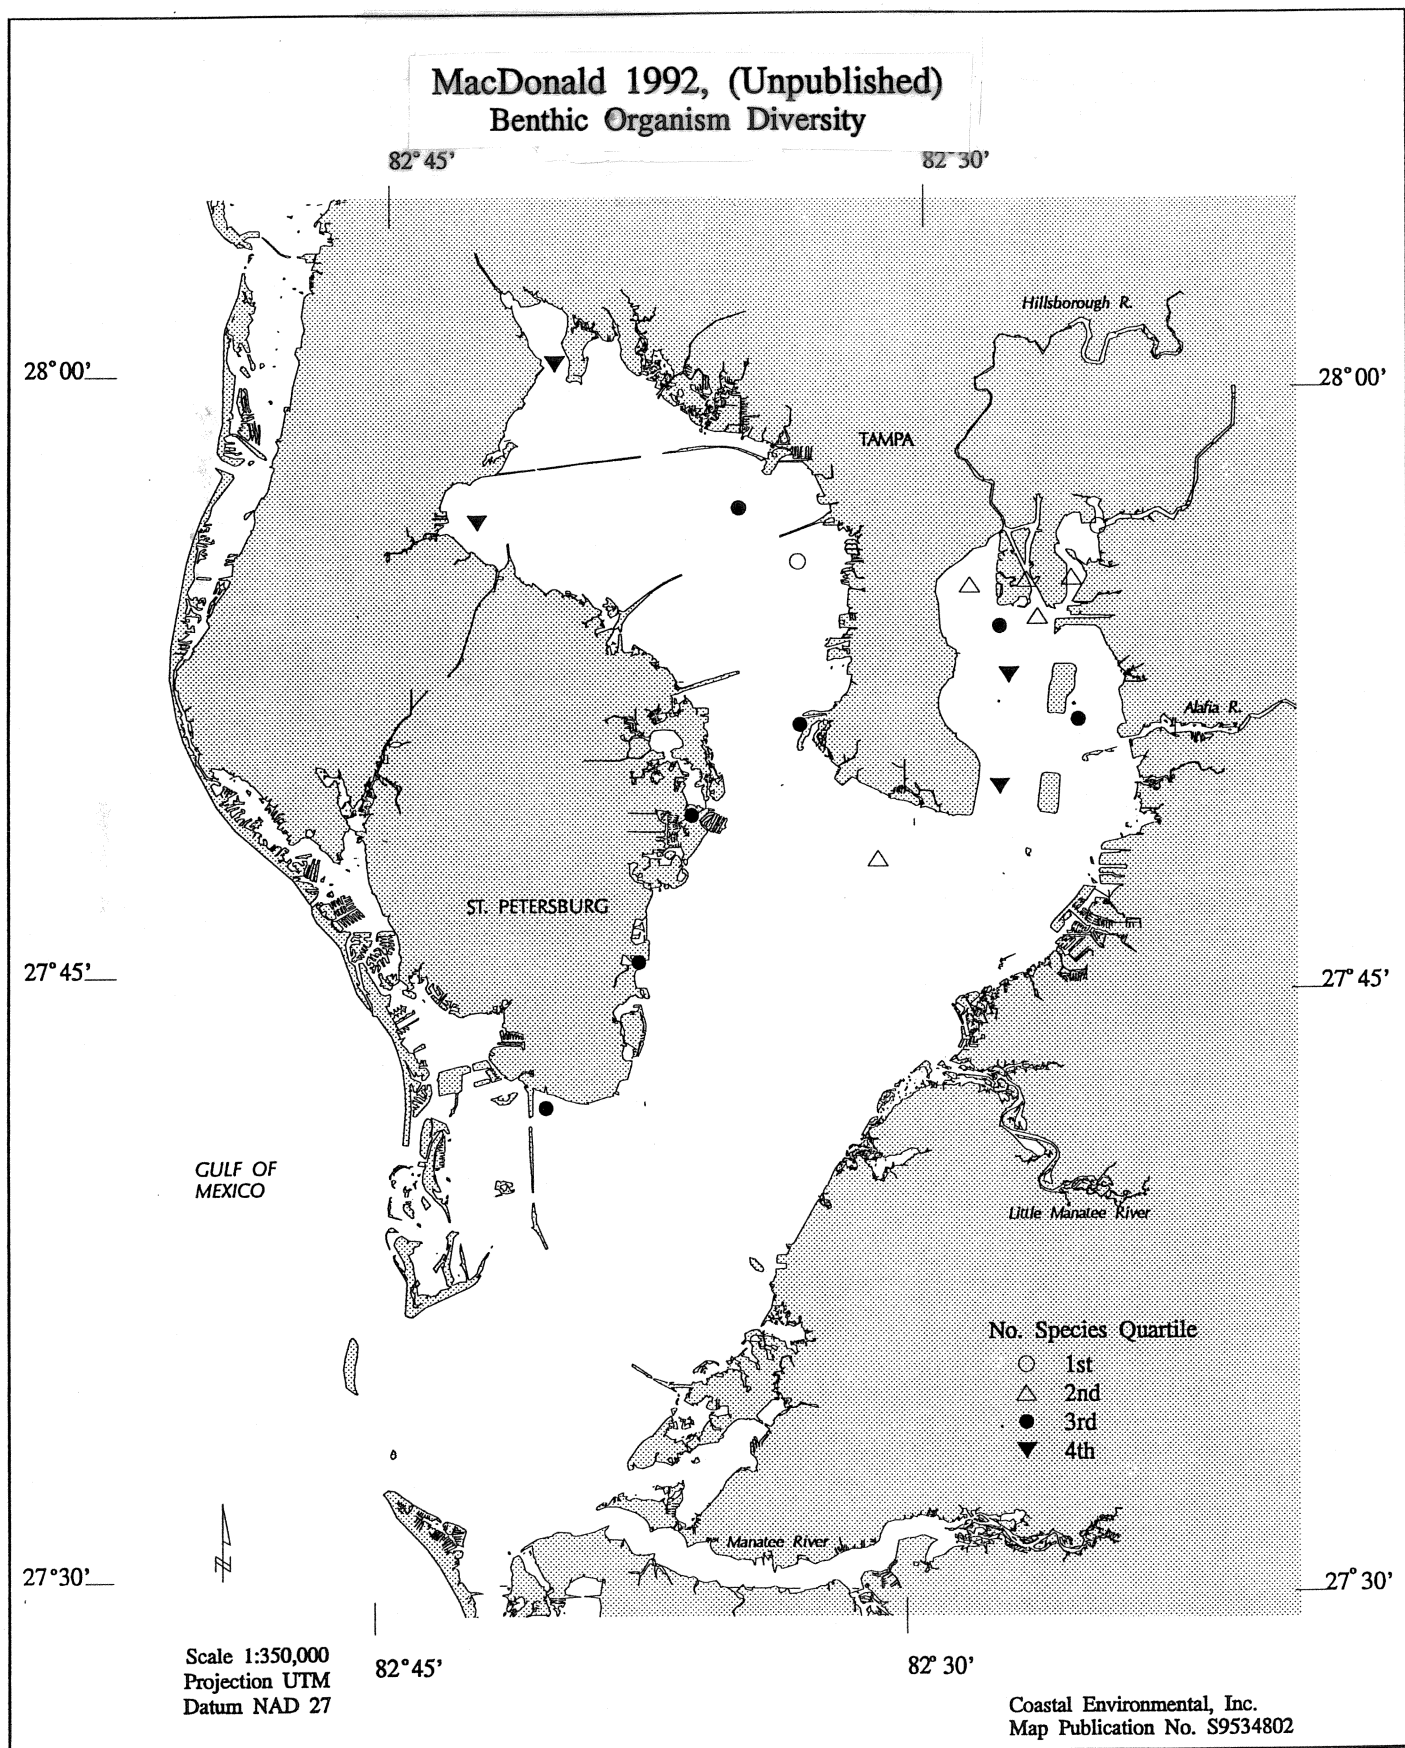 MacDonald 1992, (Unpublished)
Benthic Organism Diversity
82°45'
82°30'
Hillsborough R.
28°00'
28°00'
TAMPA
Alafia R.
ST. PETERSBURG
27°45'
27°45'
GULF OF
MEXICO
Little Manatee River
No. Species Quartile
1st
2nd
3rd
4th
N
Manatee River
27°30'
27°30'
Scale 1:350,000
Projection UTM
Datum NAD 27
82°45'
82°30'
Coastal Environmental, Inc.
Map Publication No. S9534802